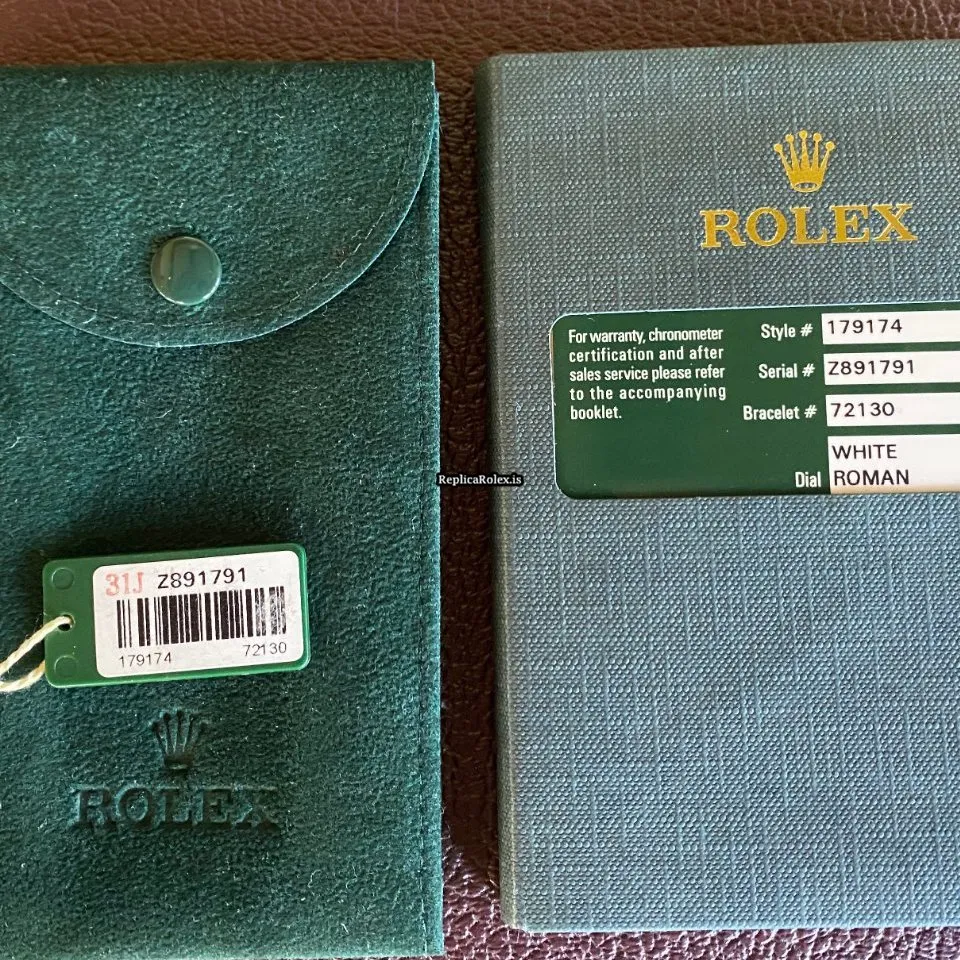 ROLEX
For warranty, chronometer
certification and after
sales service please refer
to the accompanying
booklet.
Style # 179174
Serial # Z891791
Bracelet # 72130
Dial WHITE
ROMAN
ReplicaRolex.is
31J Z891791
179174 72130
ROLEX